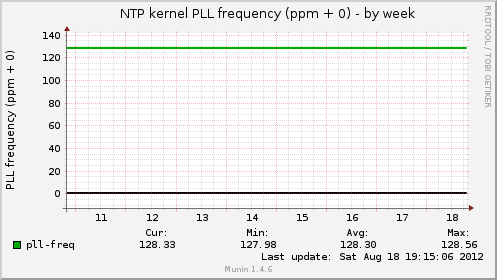 NTP kernel PLL frequency (ppm + 0) - by week
RRDTOOL / TOBI OETIKER
PLL frequency (ppm + 0)
140
120
100
80
60
40
20
0
11 12 13 14 15 16 17 18
Cur: Min: Avg: Max:
pll-freq 128.33 127.98 128.30 128.56
Last update: Sat Aug 18 19:15:06 2012
Munin 1.4.6